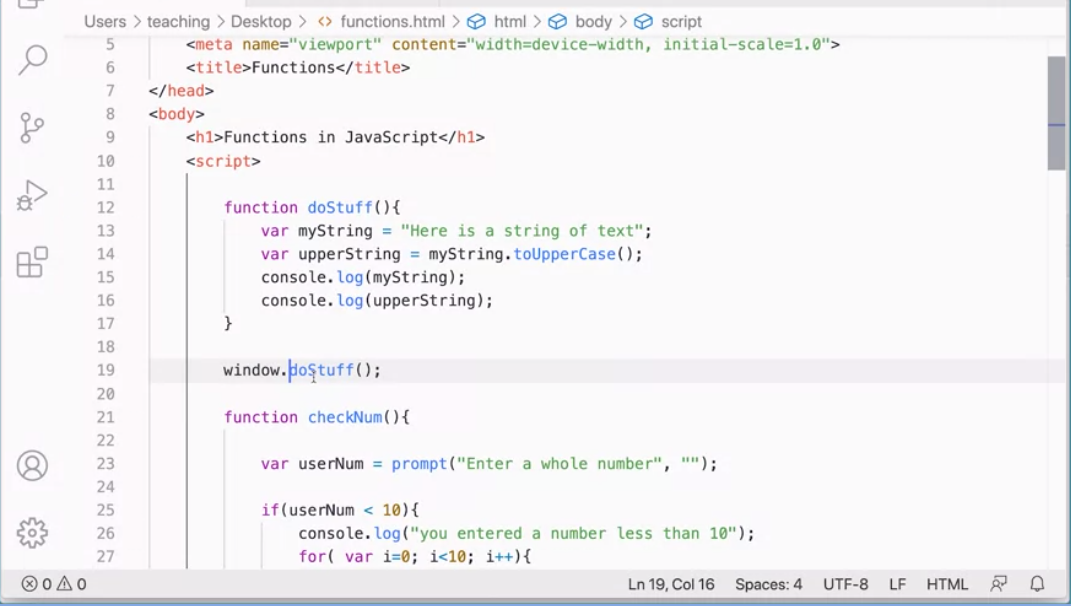 Users > teaching > Desktop > <> functions.html > html > body > script
5 <meta name="viewport" content="width=device-width, initial-scale=1.0">
6 <title>Functions</title>
7 </head>
8 <body>
9 <h1>Functions in JavaScript</h1>
10 <script>
11
12 function doStuff(){
13 var myString = "Here is a string of text";
14 var upperString = myString.toUpperCase();
15 console.log(myString);
16 console.log(upperString);
17 }
18
19 window.doStuff();
20
21 function checkNum(){
22
23 var userNum = prompt("Enter a whole number", "");
24
25 if(userNum < 10){
26 console.log("you entered a number less than 10");
27 for( var i=0; i<10; i++){
0 0 Ln 19, Col 16 Spaces: 4 UTF-8 LF HTML